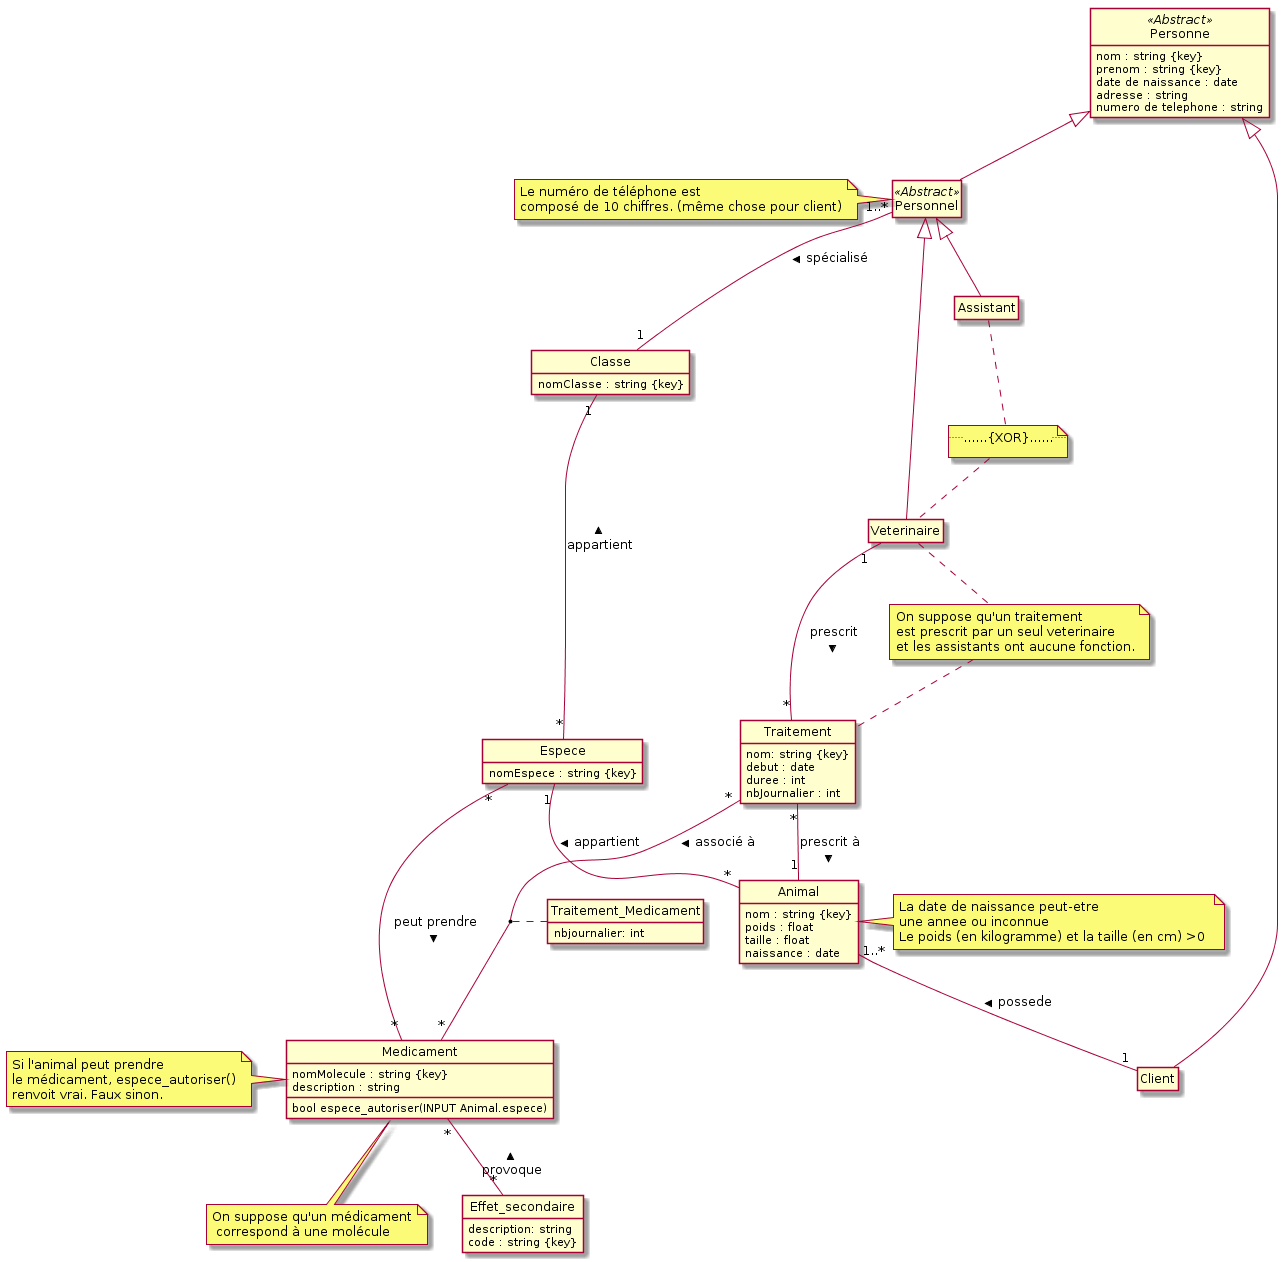 «Abstract»
Personne
nom : string {key}
prenom : string {key}
date de naissance : date
adresse : string
numero de telephone : string
Le numéro de téléphone est
composé de 10 chiffres. (même chose pour client)
«Abstract»
Personnel
1..*
spécialisé
Assistant
1
Classe
nomClasse : string {key}
1
......{XOR}......
appartient
Veterinaire
1
On suppose qu'un traitement
est prescrit par un seul veterinaire
et les assistants ont aucune fonction.
prescrit
*
*
Traitement
nom: string {key}
debut : date
duree : int
nbJournalier : int
Espece
nomEspece : string {key}
*
1
*
*
appartient
associé à
prescrit à
1
*
Animal
nom : string {key}
poids : float
taille : float
naissance : date
La date de naissance peut-etre
une annee ou inconnue
Le poids (en kilogramme) et la taille (en cm) >0
Traitement_Medicament
nbjournalier: int
peut prendre
1..*
possede
*
*
1
Client
Medicament
nomMolecule : string {key}
description : string
bool espece_autoriser(INPUT Animal.espece)
Si l'animal peut prendre
le médicament, espece_autoriser()
renvoit vrai. Faux sinon.
*
provoque
*
On suppose qu'un médicament
correspond à une molécule
Effet_secondaire
description: string
code : string {key}